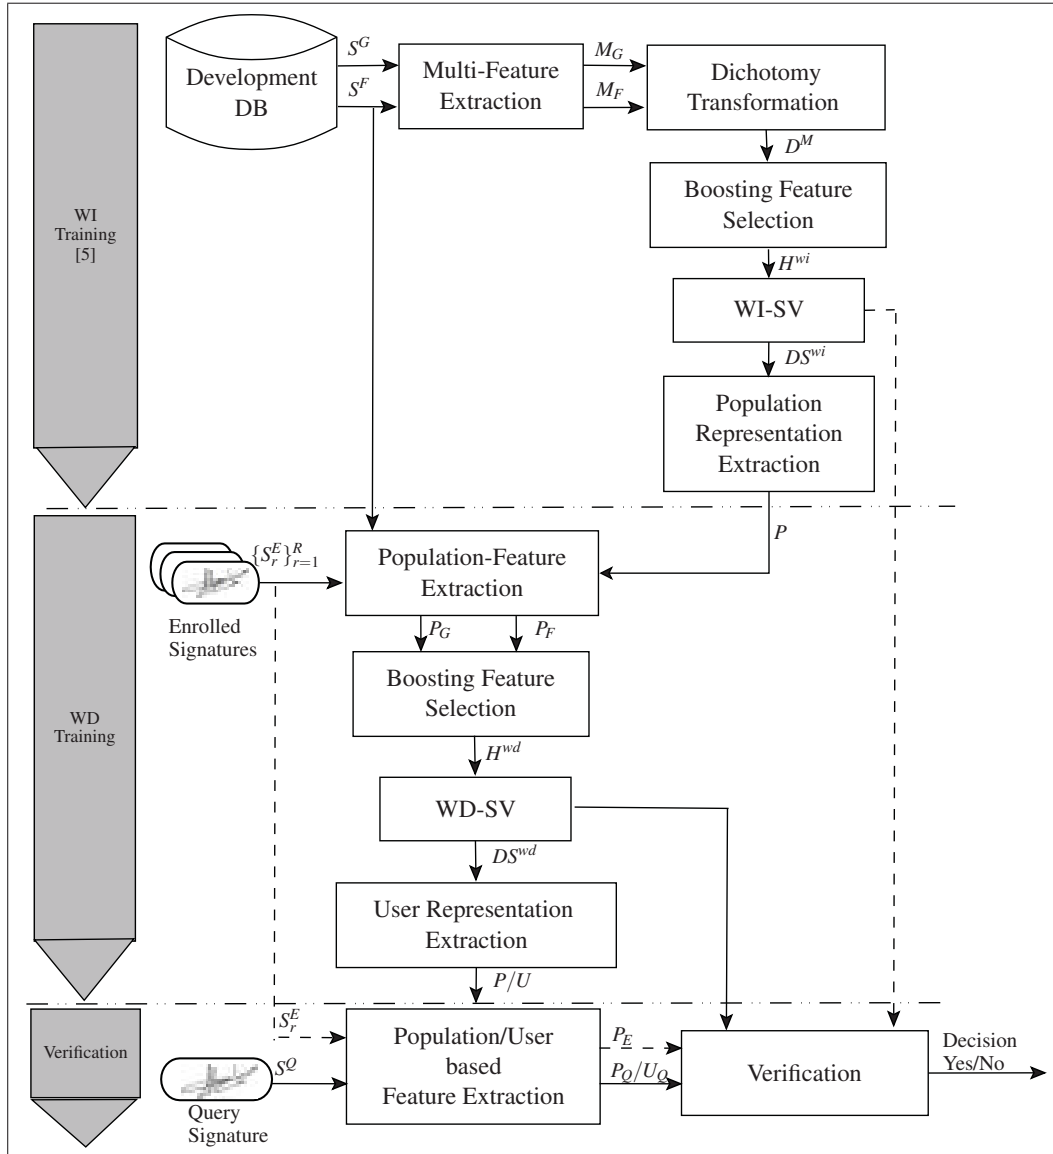 Development
DB
S^G
S^F
Multi-Feature
Extraction
M_G
M_F
Dichotomy
Transformation
D^M
Boosting Feature
Selection
H^{wi}
WI
Training
[5]
WI-SV
DS^{wi}
Population
Representation
Extraction
P
{S_r^E}_{r=1}^R
Enrolled
Signatures
Population-Feature
Extraction
P_G
P_F
Boosting Feature
Selection
H^{wd}
WD
Training
WD-SV
DS^{wd}
User Representation
Extraction
P/U
Verification
S_r^E
S^Q
Query
Signature
Population/User
based
Feature Extraction
P_E
P_Q/U_Q
Verification
Decision
Yes/No